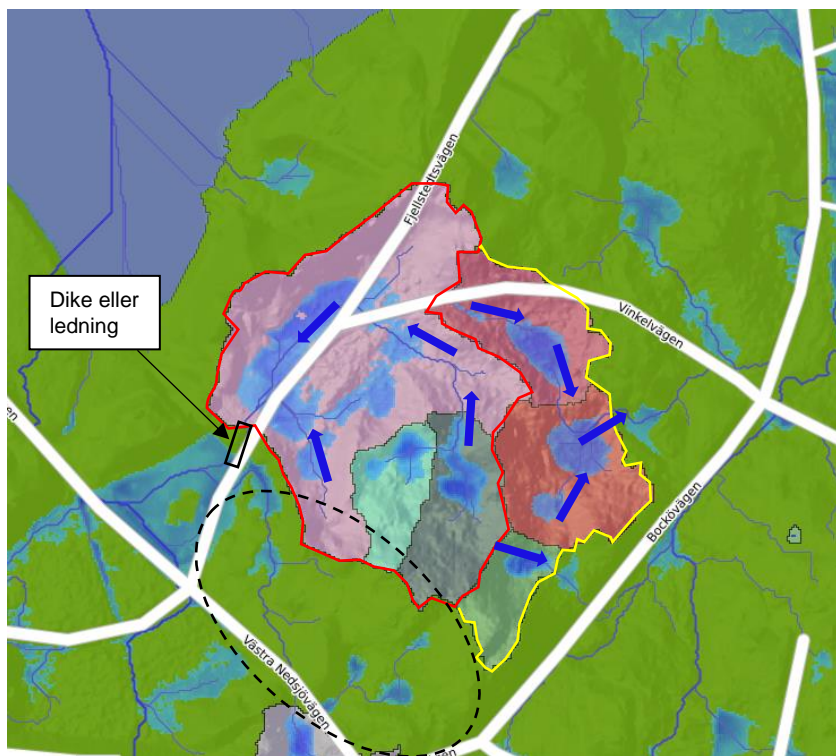 Fjellstedtsvägen
Dike eller
ledning
Vinkelvägen
Bockövägen
Västra Nedsjövägen